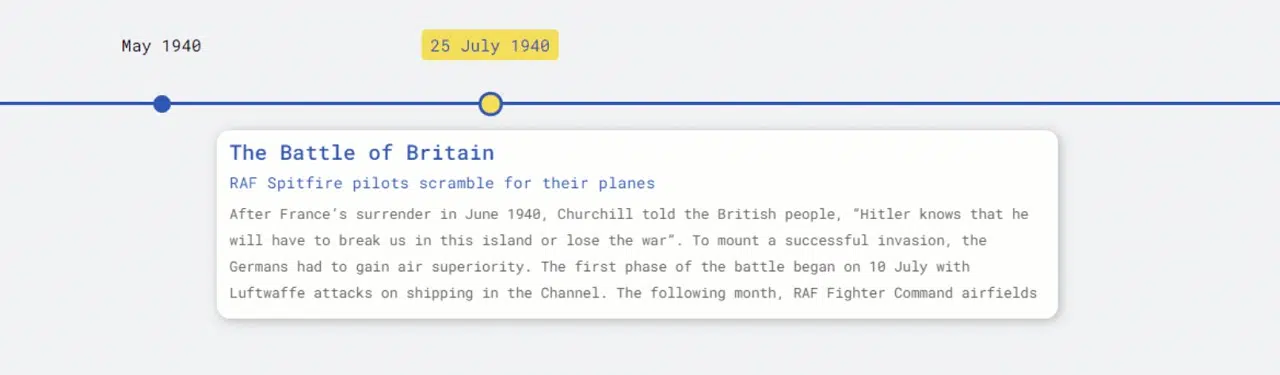 May 1940
25 July 1940
The Battle of Britain
RAF Spitfire pilots scramble for their planes
After France’s surrender in June 1940, Churchill told the British people, “Hitler knows that he
will have to break us in this island or lose the war”. To mount a successful invasion, the
Germans had to gain air superiority. The first phase of the battle began on 10 July with
Luftwaffe attacks on shipping in the Channel. The following month, RAF Fighter Command airfields